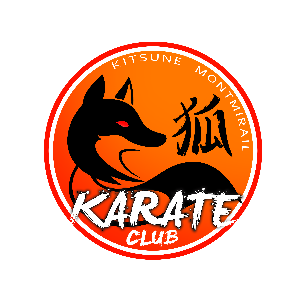 KITSUNE MONTMIRAIL
狐
KARATE
CLUB